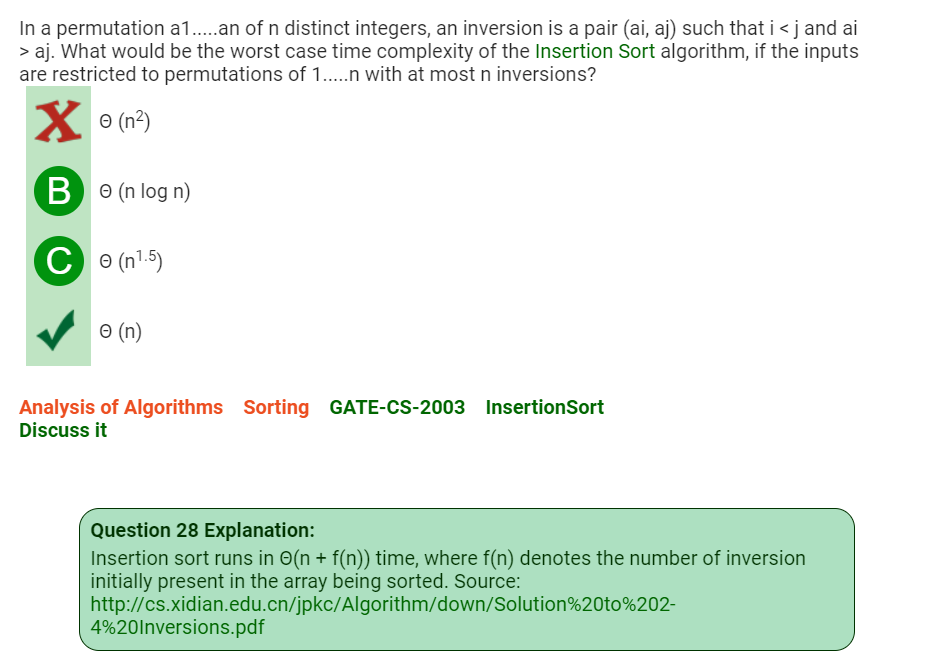 In a permutation a1.....an of n distinct integers, an inversion is a pair (ai, aj) such that i < j and ai
> aj. What would be the worst case time complexity of the Insertion Sort algorithm, if the inputs
are restricted to permutations of 1.....n with at most n inversions?
X Θ (n²)
B Θ (n log n)
C Θ (n¹·⁵)
Θ (n)
Analysis of Algorithms Sorting GATE-CS-2003 InsertionSort
Discuss it
Question 28 Explanation:
Insertion sort runs in Θ(n + f(n)) time, where f(n) denotes the number of inversion
initially present in the array being sorted. Source:
http://cs.xidian.edu.cn/jpkc/Algorithm/down/Solution%20to%202-
4%20Inversions.pdf